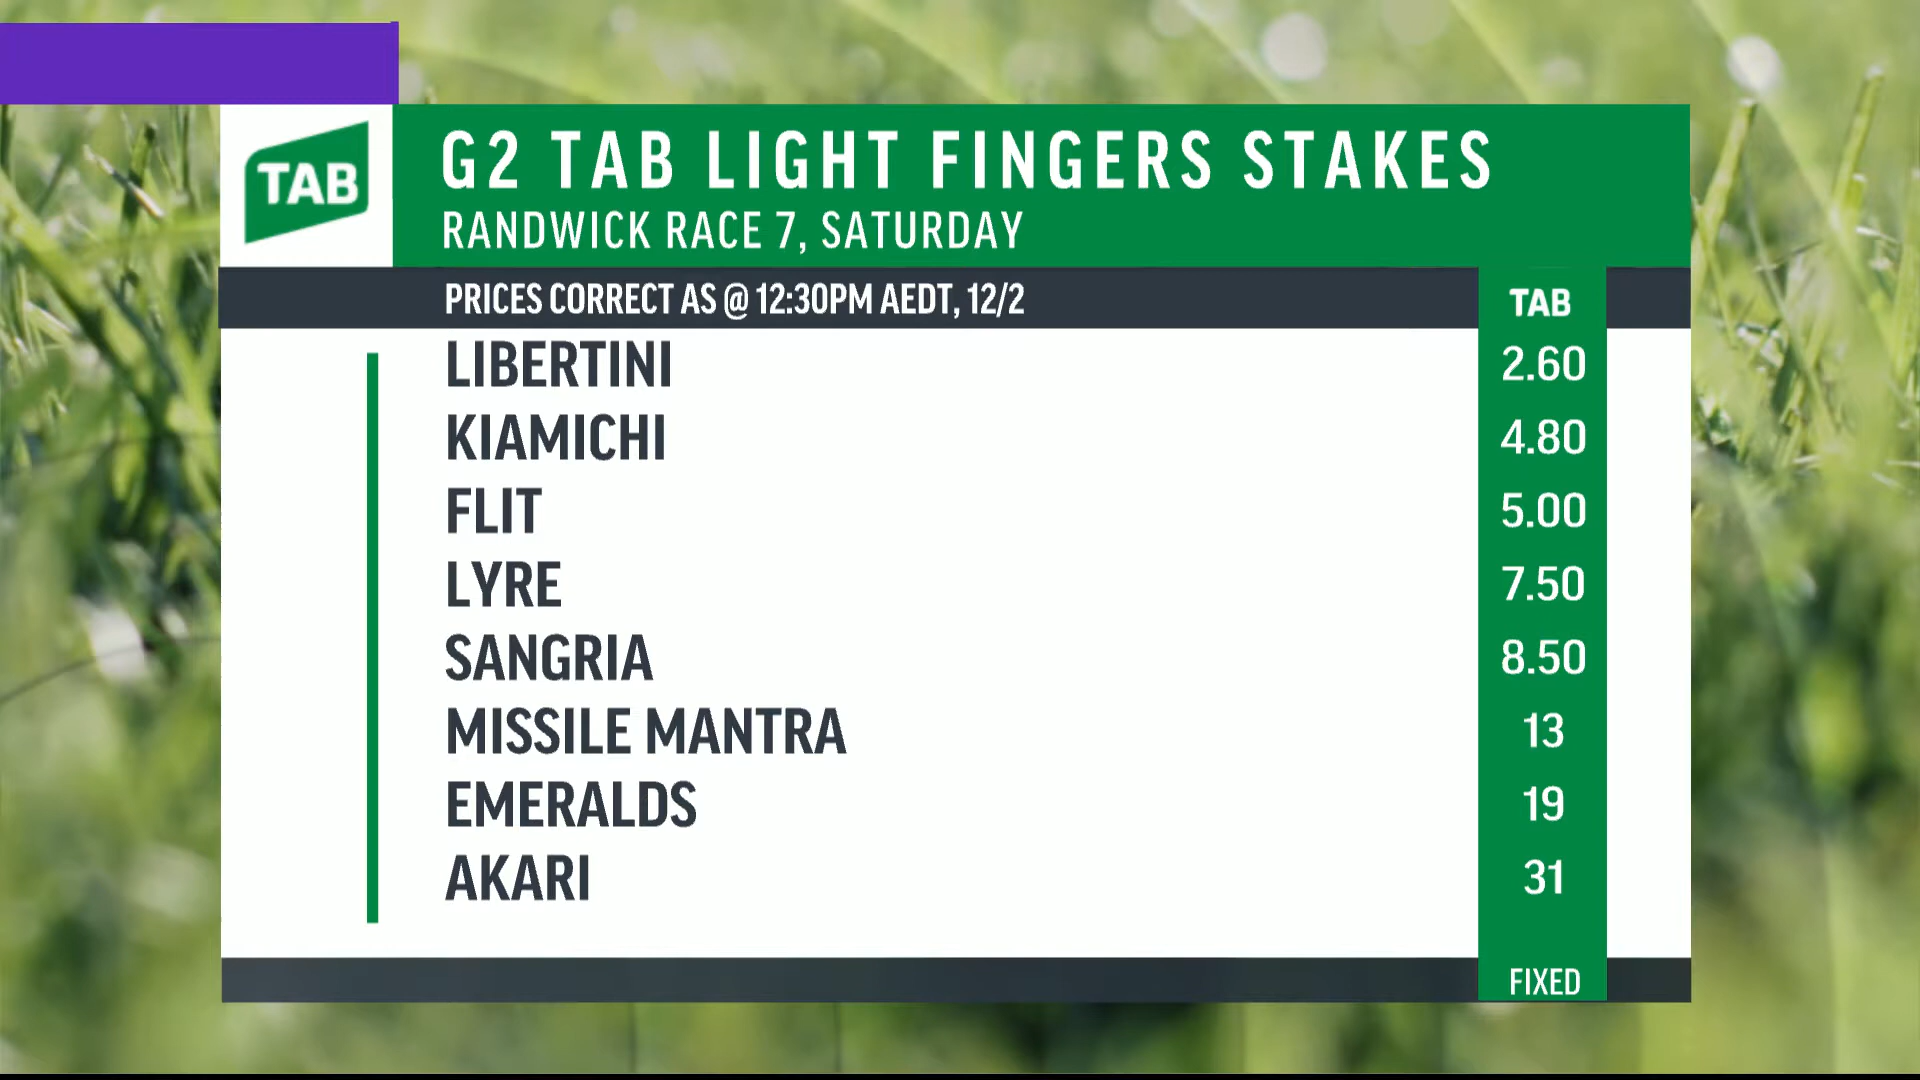 TAB
G2 TAB LIGHT FINGERS STAKES
RANDWICK RACE 7, SATURDAY
PRICES CORRECT AS @ 12:30PM AEDT, 12/2 TAB
LIBERTINI 2.60
KIAMICHI 4.80
FLIT 5.00
LYRE 7.50
SANGRIA 8.50
MISSILE MANTRA 13
EMERALDS 19
AKARI 31
FIXED